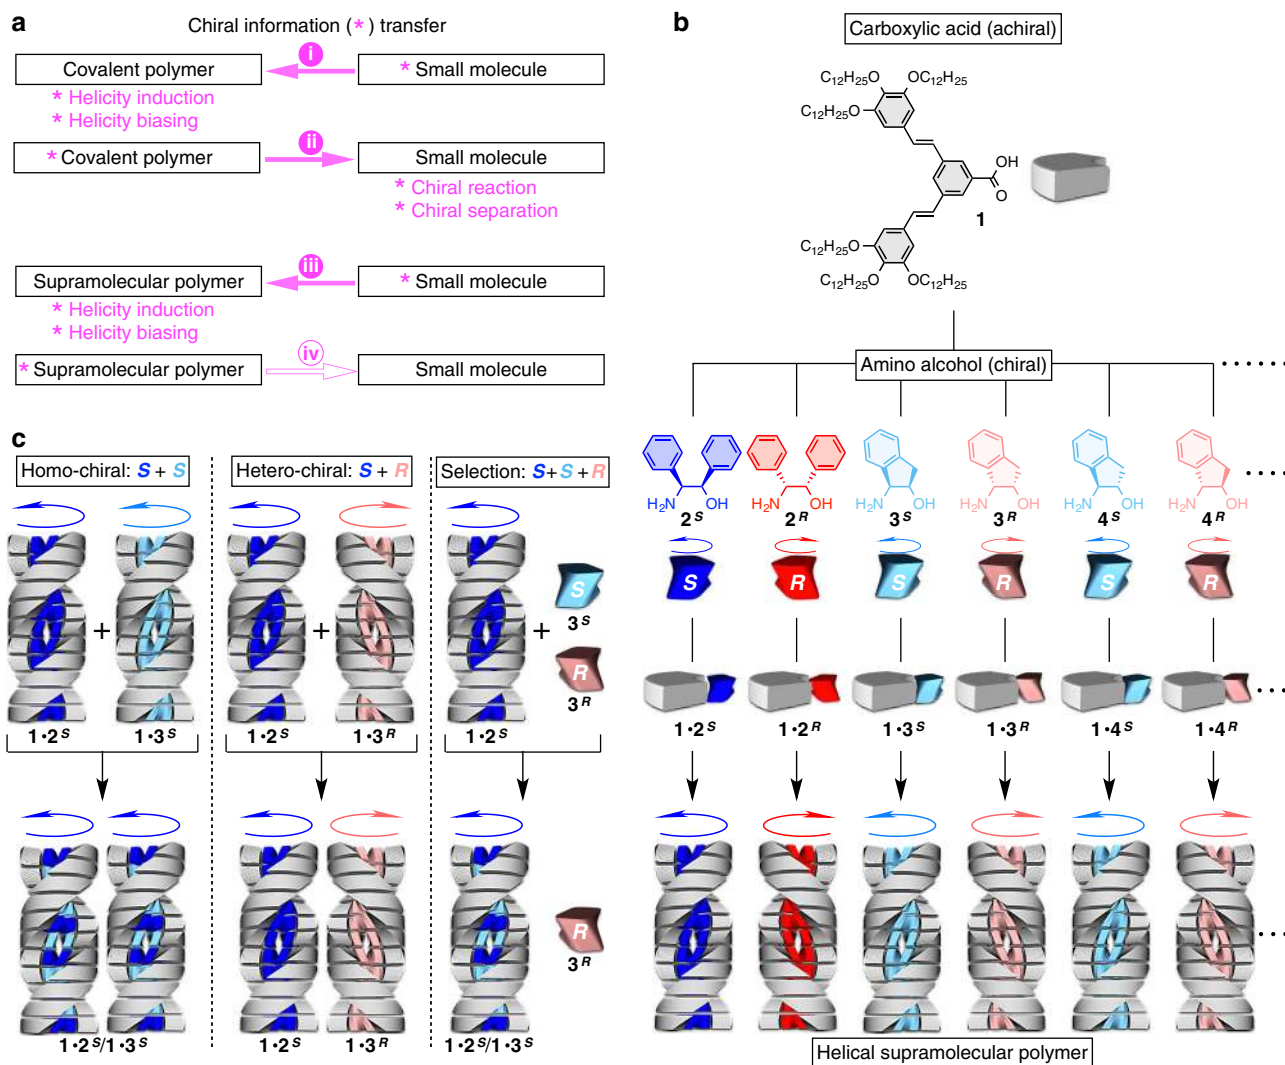 a
Chiral information (*) transfer
i
Covalent polymer
* Small molecule
* Helicity induction
* Helicity biasing
ii
* Covalent polymer
Small molecule
* Chiral reaction
* Chiral separation
iii
Supramolecular polymer
* Small molecule
* Helicity induction
* Helicity biasing
iv
* Supramolecular polymer
Small molecule
b
Carboxylic acid (achiral)
C12H25O OC12H25
C12H25O
OH
O
1
C12H25O
C12H25O OC12H25
Amino alcohol (chiral)
H2N OH H2N OH H2N OH H2N OH H2N OH H2N OH
2S 2R 3S 3R 4S 4R
S R S R S R
1•2S 1•2R 1•3S 1•3R 1•4S 1•4R
Helical supramolecular polymer
c
Homo-chiral: S + S
Hetero-chiral: S + R
Selection: S+S+R
+ + +
S
3S
R
3R
1•2S 1•3S 1•2S 1•3R 1•2S
R
3R
1•2S/1•3S 1•2S 1•3R 1•2S/1•3S